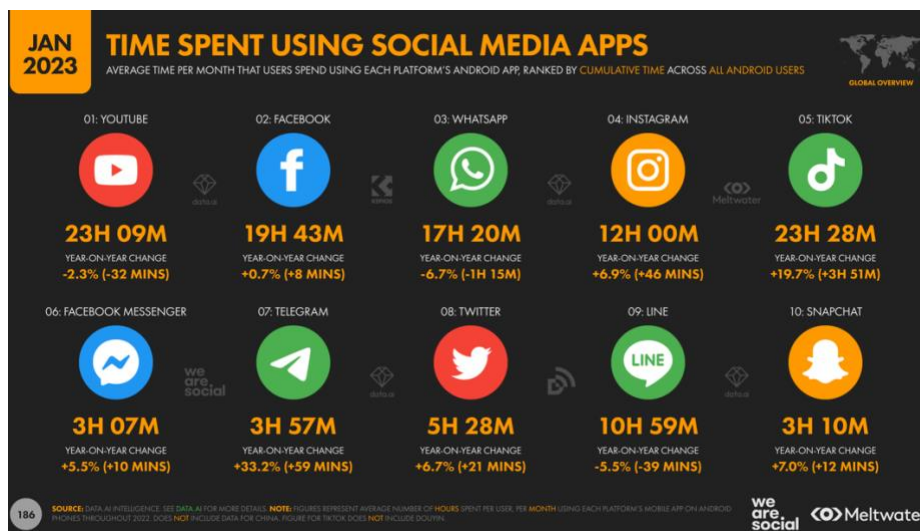 JAN
2023
TIME SPENT USING SOCIAL MEDIA APPS
AVERAGE TIME PER MONTH THAT USERS SPEND USING EACH PLATFORM'S ANDROID APP, RANKED BY CUMULATIVE TIME ACROSS ALL ANDROID USERS
GLOBAL OVERVIEW
01: YOUTUBE
23H 09M
YEAR-ON-YEAR CHANGE
-2.3% (-32 MINS)
02: FACEBOOK
19H 43M
YEAR-ON-YEAR CHANGE
+0.7% (+8 MINS)
03: WHATSAPP
17H 20M
YEAR-ON-YEAR CHANGE
-6.7% (-1H 15M)
04: INSTAGRAM
12H 00M
YEAR-ON-YEAR CHANGE
+6.9% (+46 MINS)
05: TIKTOK
23H 28M
YEAR-ON-YEAR CHANGE
+19.7% (+3H 51M)
data.ai
KEPIOS
data.ai
Meltwater
06: FACEBOOK MESSENGER
3H 07M
YEAR-ON-YEAR CHANGE
+5.5% (+10 MINS)
07: TELEGRAM
3H 57M
YEAR-ON-YEAR CHANGE
+33.2% (+59 MINS)
08: TWITTER
5H 28M
YEAR-ON-YEAR CHANGE
+6.7% (+21 MINS)
09: LINE
LINE
10H 59M
YEAR-ON-YEAR CHANGE
-5.5% (-39 MINS)
10: SNAPCHAT
3H 10M
YEAR-ON-YEAR CHANGE
+7.0% (+12 MINS)
we
are.
social
data.ai
data.ai
186
SOURCE: DATA.AI INTELLIGENCE. SEE DATA.AI FOR MORE DETAILS. NOTE: FIGURES REPRESENT AVERAGE NUMBER OF HOURS SPENT PER USER, PER MONTH USING EACH PLATFORM'S MOBILE APP ON ANDROID
PHONES THROUGHOUT 2022. DOES NOT INCLUDE DATA FOR CHINA. FIGURE FOR TIKTOK DOES NOT INCLUDE DOUYIN.
we
are.
social
Meltwate